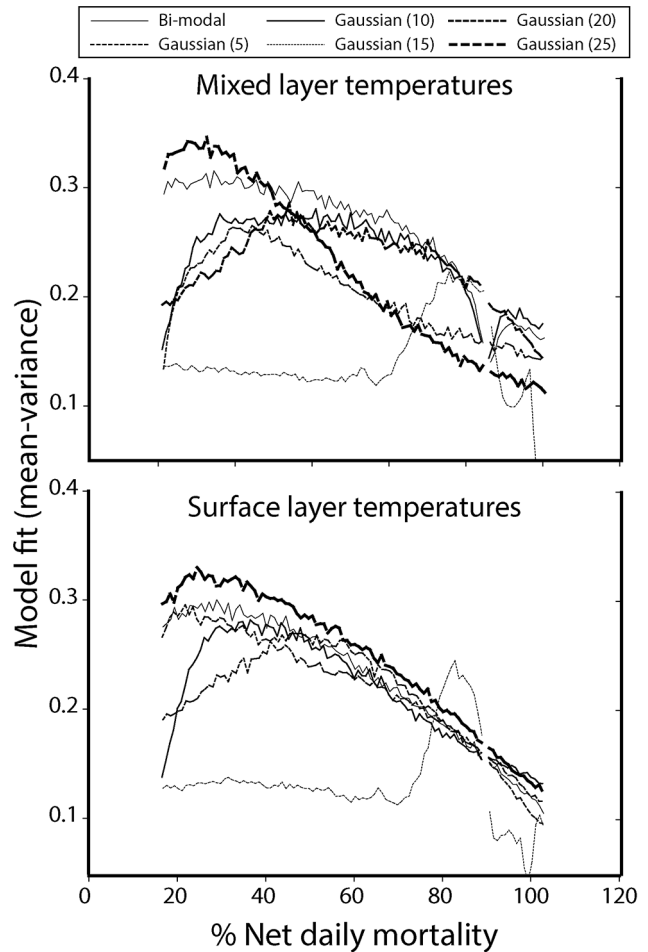 Bi-modal Gaussian (10) Gaussian (20)
Gaussian (5) Gaussian (15) Gaussian (25)
Mixed layer temperatures
0.4
0.3
0.2
0.1
Surface layer temperatures
0.4
0.3
0.2
0.1
Model fit (mean-variance)
0 20 40 60 80 100 120
% Net daily mortality